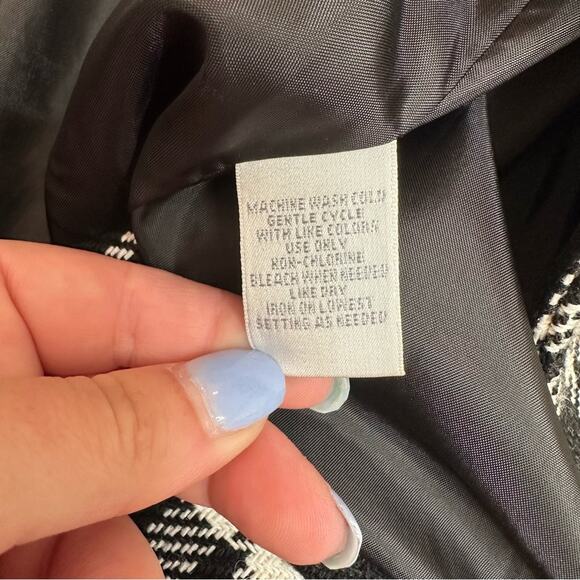 MACHINE WASH COLD
GENTLE CYCLE
WITH LIKE COLORS
USE ONLY
NON-CHLORINE
BLEACH WHEN NEEDED
LIKE DRY
IRON ON LOWEST
SETTING AS NEEDED